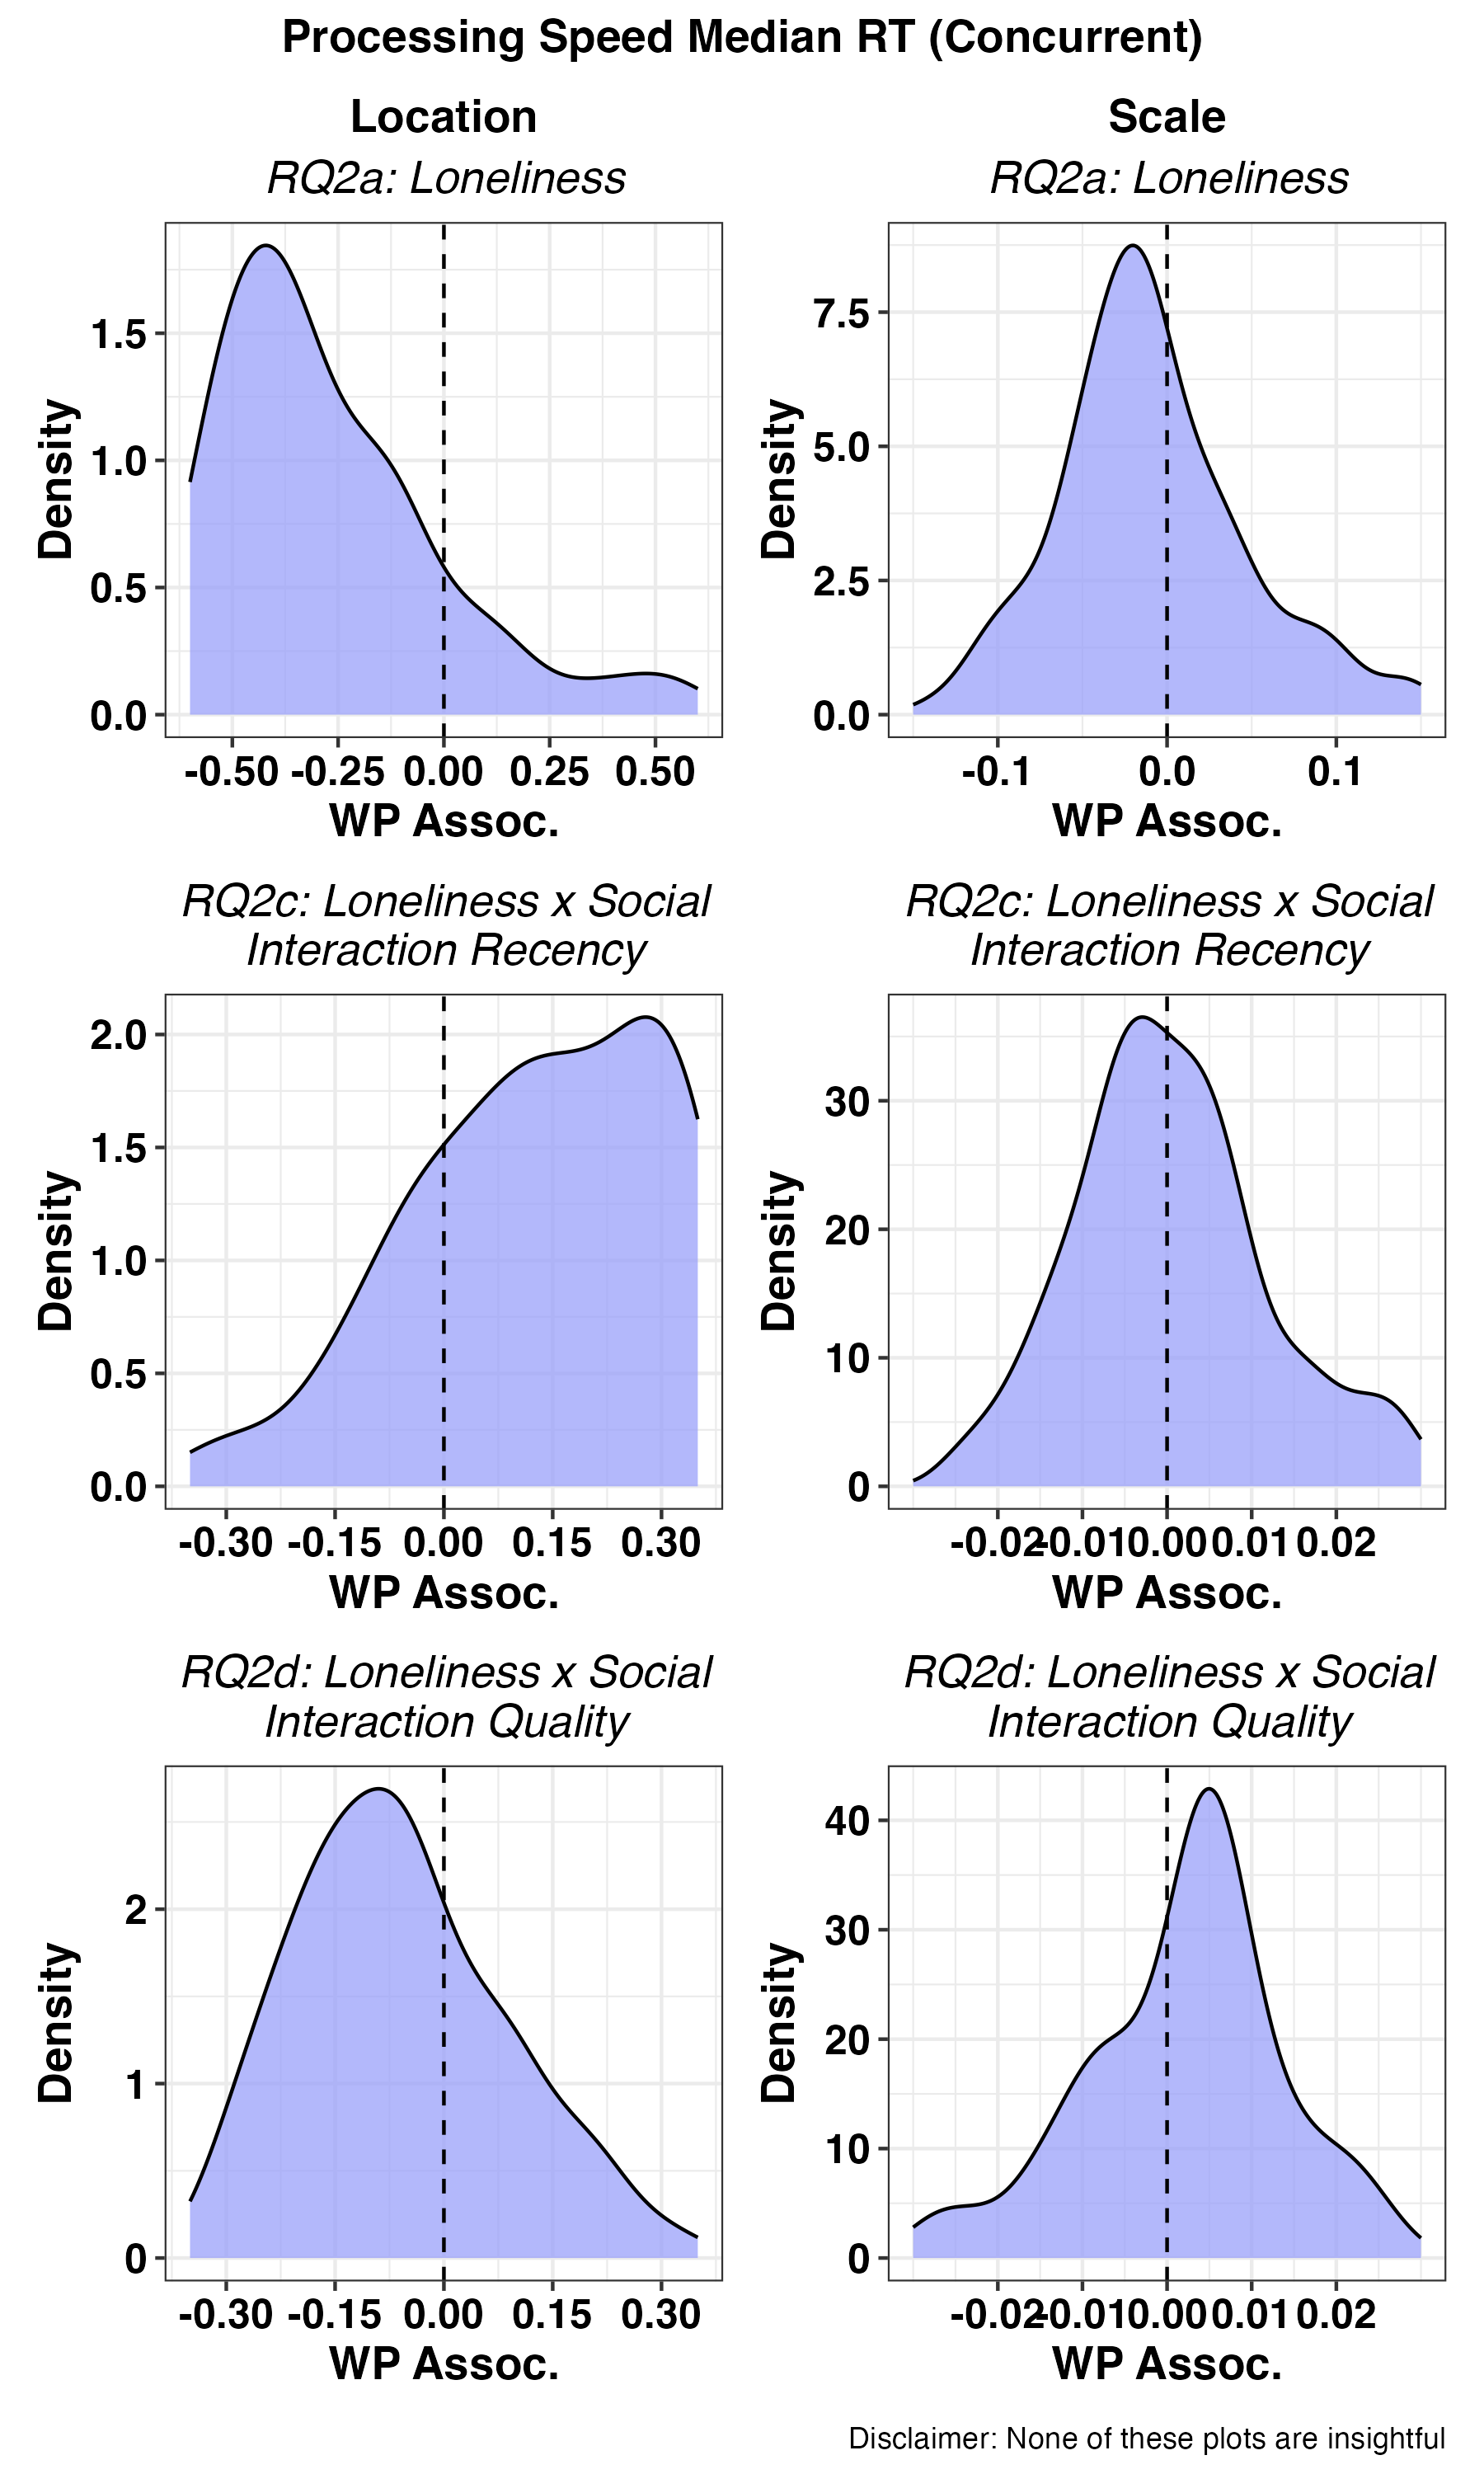 Processing Speed Median RT (Concurrent)
Location
RQ2a: Loneliness
Density
1.5
1.0
0.5
0.0
-0.50 -0.25 0.00 0.25 0.50
WP Assoc.
Scale
RQ2a: Loneliness
Density
7.5
5.0
2.5
0.0
-0.1 0.0 0.1
WP Assoc.
RQ2c: Loneliness x Social
Interaction Recency
Density
2.0
1.5
1.0
0.5
0.0
-0.30 -0.15 0.00 0.15 0.30
WP Assoc.
RQ2c: Loneliness x Social
Interaction Recency
Density
30
20
10
0
-0.02 -0.01 0.00 0.01 0.02
WP Assoc.
RQ2d: Loneliness x Social
Interaction Quality
Density
2
1
0
-0.30 -0.15 0.00 0.15 0.30
WP Assoc.
RQ2d: Loneliness x Social
Interaction Quality
Density
40
30
20
10
0
-0.02 -0.01 0.00 0.01 0.02
WP Assoc.
Disclaimer: None of these plots are insightful